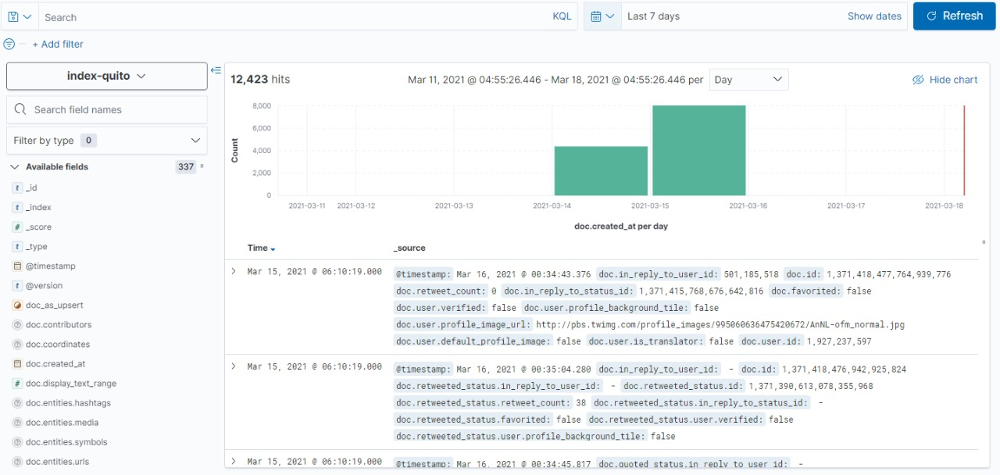 Search KQL Last 7 days Show dates Refresh
+ Add filter
index-quito
12,423 hits Mar 11, 2021 @ 04:55:26.446 - Mar 18, 2021 @ 04:55:26.446 per Day Hide chart
Search field names
Filter by type 0
Available fields 337
t _id
t _index
# _score
t _type
@timestamp
t @version
doc_as_upsert
? doc.contributors
? doc.coordinates
doc.created_at
# doc.display_text_range
? doc.entities.hashtags
? doc.entities.media
? doc.entities.symbols
? doc.entities.urls
Count
8,000
6,000
4,000
2,000
0
2021-03-11 2021-03-12 2021-03-13 2021-03-14 2021-03-15 2021-03-16 2021-03-17 2021-03-18
doc.created_at per day
Time _source
Mar 15, 2021 @ 06:10:19.000 @timestamp: Mar 16, 2021 @ 00:34:43.376 doc.in_reply_to_user_id: 501,185,518 doc.id: 1,371,418,477,764,939,776
doc.retweet_count: 0 doc.in_reply_to_status_id: 1,371,415,768,676,642,816 doc.favorited: false
doc.user.verified: false doc.user.profile_background_tile: false
doc.user.profile_image_url: http://pbs.twimg.com/profile_images/995060636475420672/AnNL-ofm_normal.jpg
doc.user.default_profile_image: false doc.user.is_translator: false doc.user.id: 1,927,237,597
Mar 15, 2021 @ 06:10:19.000 @timestamp: Mar 16, 2021 @ 00:35:04.280 doc.in_reply_to_user_id: - doc.id: 1,371,418,476,942,925,824
doc.retweeted_status.in_reply_to_user_id: - doc.retweeted_status.id: 1,371,390,613,078,355,968
doc.retweeted_status.retweet_count: 38 doc.retweeted_status.in_reply_to_status_id: -
doc.retweeted_status.favorited: false doc.retweeted_status.user.verified: false
doc.retweeted_status.user.profile_background_tile: false
Mar 15, 2021 @ 06:10:19.000 @timestamp: Mar 16, 2021 @ 00:34:45.817 doc.quoted_status.in_reply_to_user_id: -